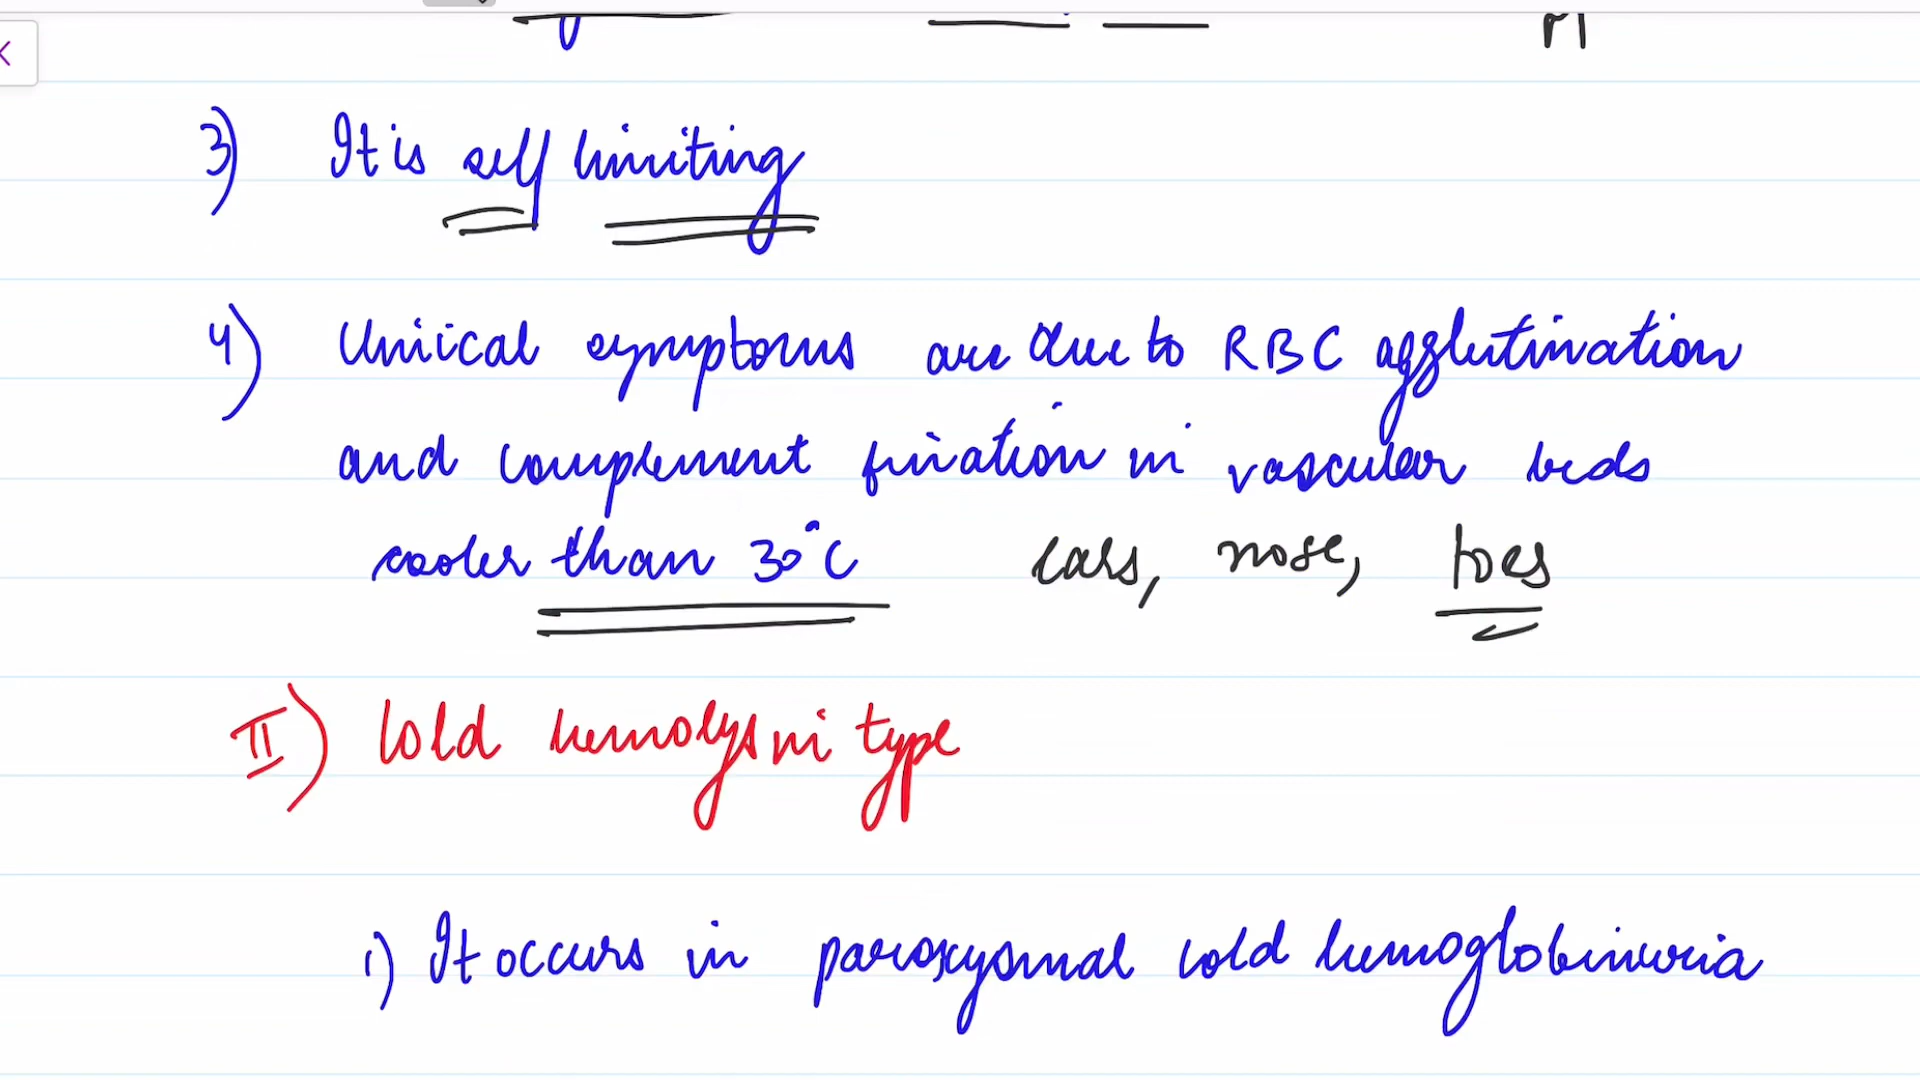 3) It is self limiting
4) Clinical symptoms are due to RBC agglutination
and complement fixation in vascular beds
cooler than 30°C ears, nose, toes
II) Cold hemolysin type
i) It occurs in paroxysmal cold hemoglobinuria